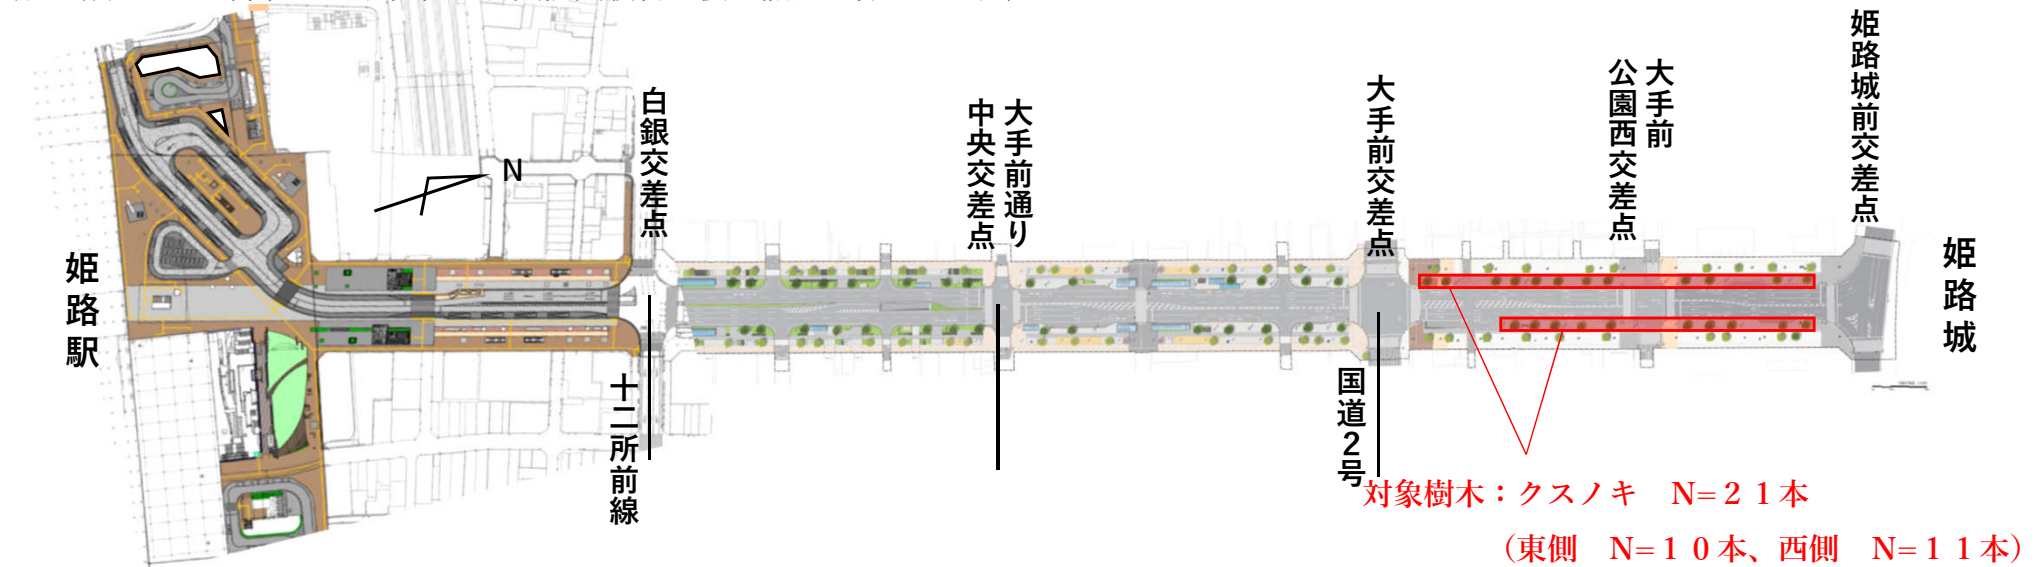 姫路駅
N
白銀交差点
十二所前線
大手前通り
中央交差点
大手前交差点
国道2号
大手前
公園西交差点
姫路城前交差点
姫路城
対象樹木：クスノキ　N=２１本
（東側　N=１０本、西側　N=１１本）